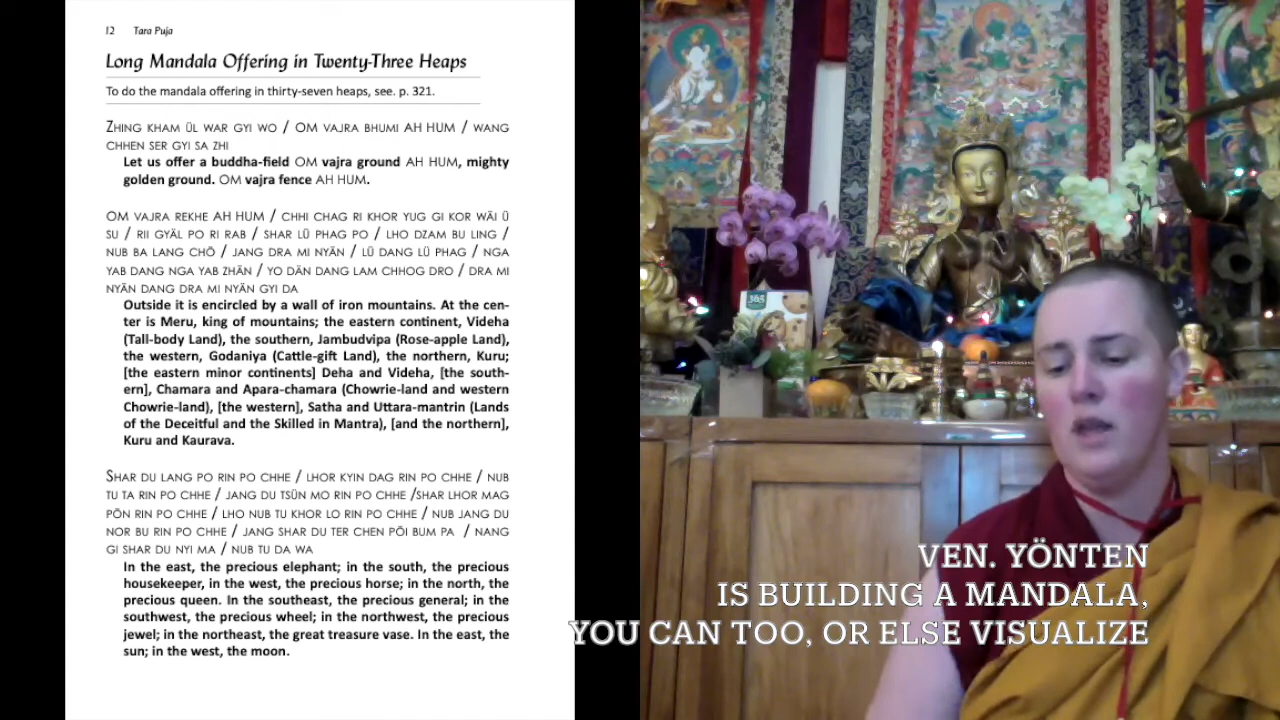 12 Tara Puja
Long Mandala Offering in Twenty-Three Heaps
To do the mandala offering in thirty-seven heaps, see. p. 321.
ZHING KHAM ÜL WAR GYI WO / OM VAJRA BHUMI AH HUM / WANG
CHHEN SER GYI SA ZHI
Let us offer a buddha-field OM vajra ground AH HUM, mighty
golden ground. OM vajra fence AH HUM.
OM VAJRA REKHE AH HUM / CHHI CHAG RI KHOR YUG GI KOR WÄI Ü
SU / RII GYÄL PO RI RAB / SHAR LÜ PHAG PO / LHO DZAM BU LING /
NUB BA LANG CHÖ / JANG DRA MI NYÄN / LÜ DANG LÜ PHAG / NGA
YAB DANG NGA YAB ZHÄN / YO DÄN DANG LAM CHHOG DRO / DRA MI
NYÄN DANG DRA MI NYÄN GYI DA
Outside it is encircled by a wall of iron mountains. At the cen-
ter is Meru, king of mountains; the eastern continent, Videha
(Tall-body Land), the southern, Jambudvipa (Rose-apple Land),
the western, Godaniya (Cattle-gift Land), the northern, Kuru;
[the eastern minor continents] Deha and Videha, [the south-
ern], Chamara and Apara-chamara (Chowrie-land and western
Chowrie-land), [the western], Satha and Uttara-mantrin (Lands
of the Deceitful and the Skilled in Mantra), [and the northern],
Kuru and Kaurava.
SHAR DU LANG PO RIN PO CHHE / LHOR KYIN DAG RIN PO CHHE / NUB
TU TA RIN PO CHHE / JANG DU TSÜN MO RIN PO CHHE /SHAR LHOR MAG
PÖN RIN PO CHHE / LHO NUB TU KHOR LO RIN PO CHHE / NUB JANG DU
NOR BU RIN PO CHHE / JANG SHAR DU TER CHEN PÖI BUM PA / NANG
GI SHAR DU NYI MA / NUB TU DA WA
In the east, the precious elephant; in the south, the precious
housekeeper, in the west, the precious horse; in the north, the
precious queen. In the southeast, the precious general; in the
southwest, the precious wheel; in the northwest, the precious
jewel; in the northeast, the great treasure vase. In the east, the
sun; in the west, the moon.
365
VEN. YÖNTEN
IS BUILDING A MANDALA,
YOU CAN TOO, OR ELSE VISUALIZE